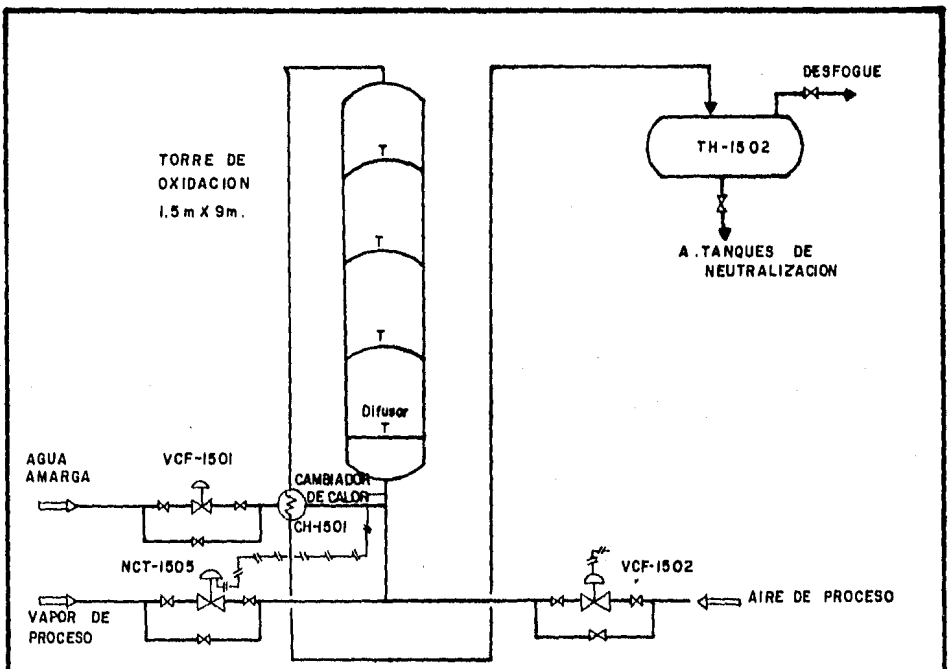 DESFOGUE
TH-1502
TORRE DE
OXIDACION
1.5 m X 9m.
T
T
T
A . TANQUES DE
NEUTRALIZACION
Difusor
T
AGUA
AMARGA
VCF-1501
CAMBIADOR
DE CALOR
CH-1501
NCT-1505
VCF-1502
VAPOR DE
PROCESO
AIRE DE PROCESO